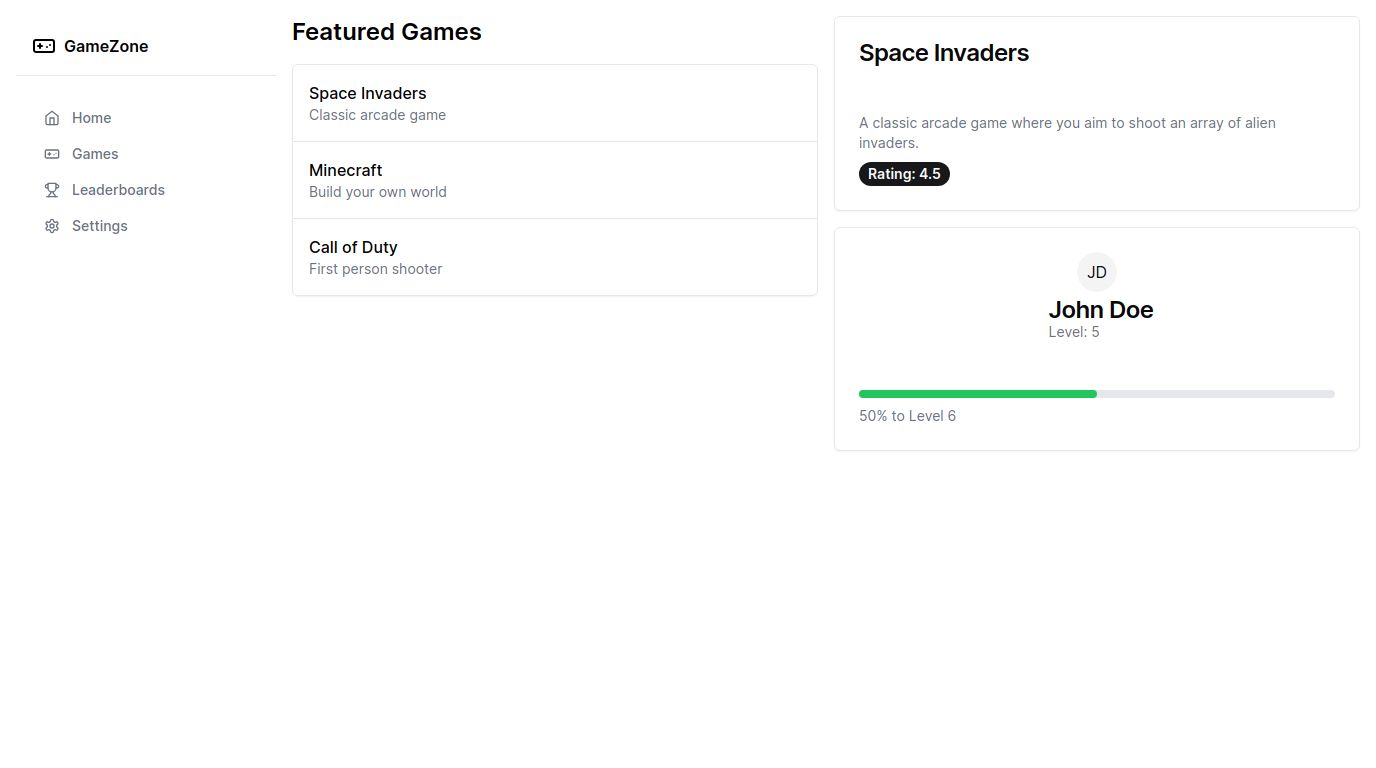 GameZone
Home
Games
Leaderboards
Settings
Featured Games
Space Invaders
Classic arcade game
Minecraft
Build your own world
Call of Duty
First person shooter
Space Invaders
A classic arcade game where you aim to shoot an array of alien
invaders.
Rating: 4.5
JD
John Doe
Level: 5
50% to Level 6